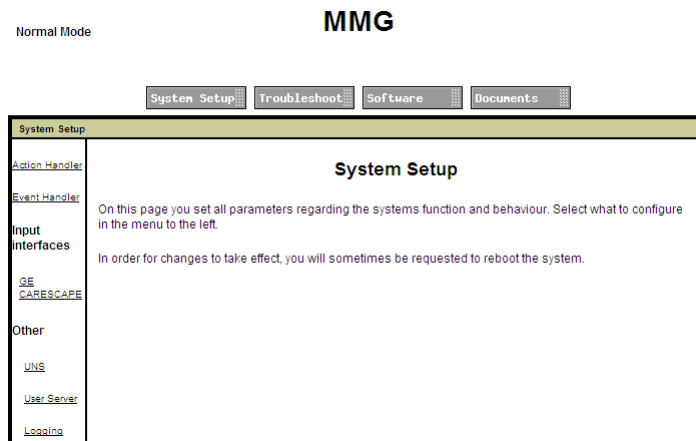 Normal Mode
MMG
System Setup
Troubleshoot
Software
Documents
System Setup
Action Handler
Event Handler
Input
interfaces
GE
CARESCAPE
Other
UNS
User Server
Logging
System Setup
On this page you set all parameters regarding the systems function and behaviour. Select what to configure
in the menu to the left.
In order for changes to take effect, you will sometimes be requested to reboot the system.